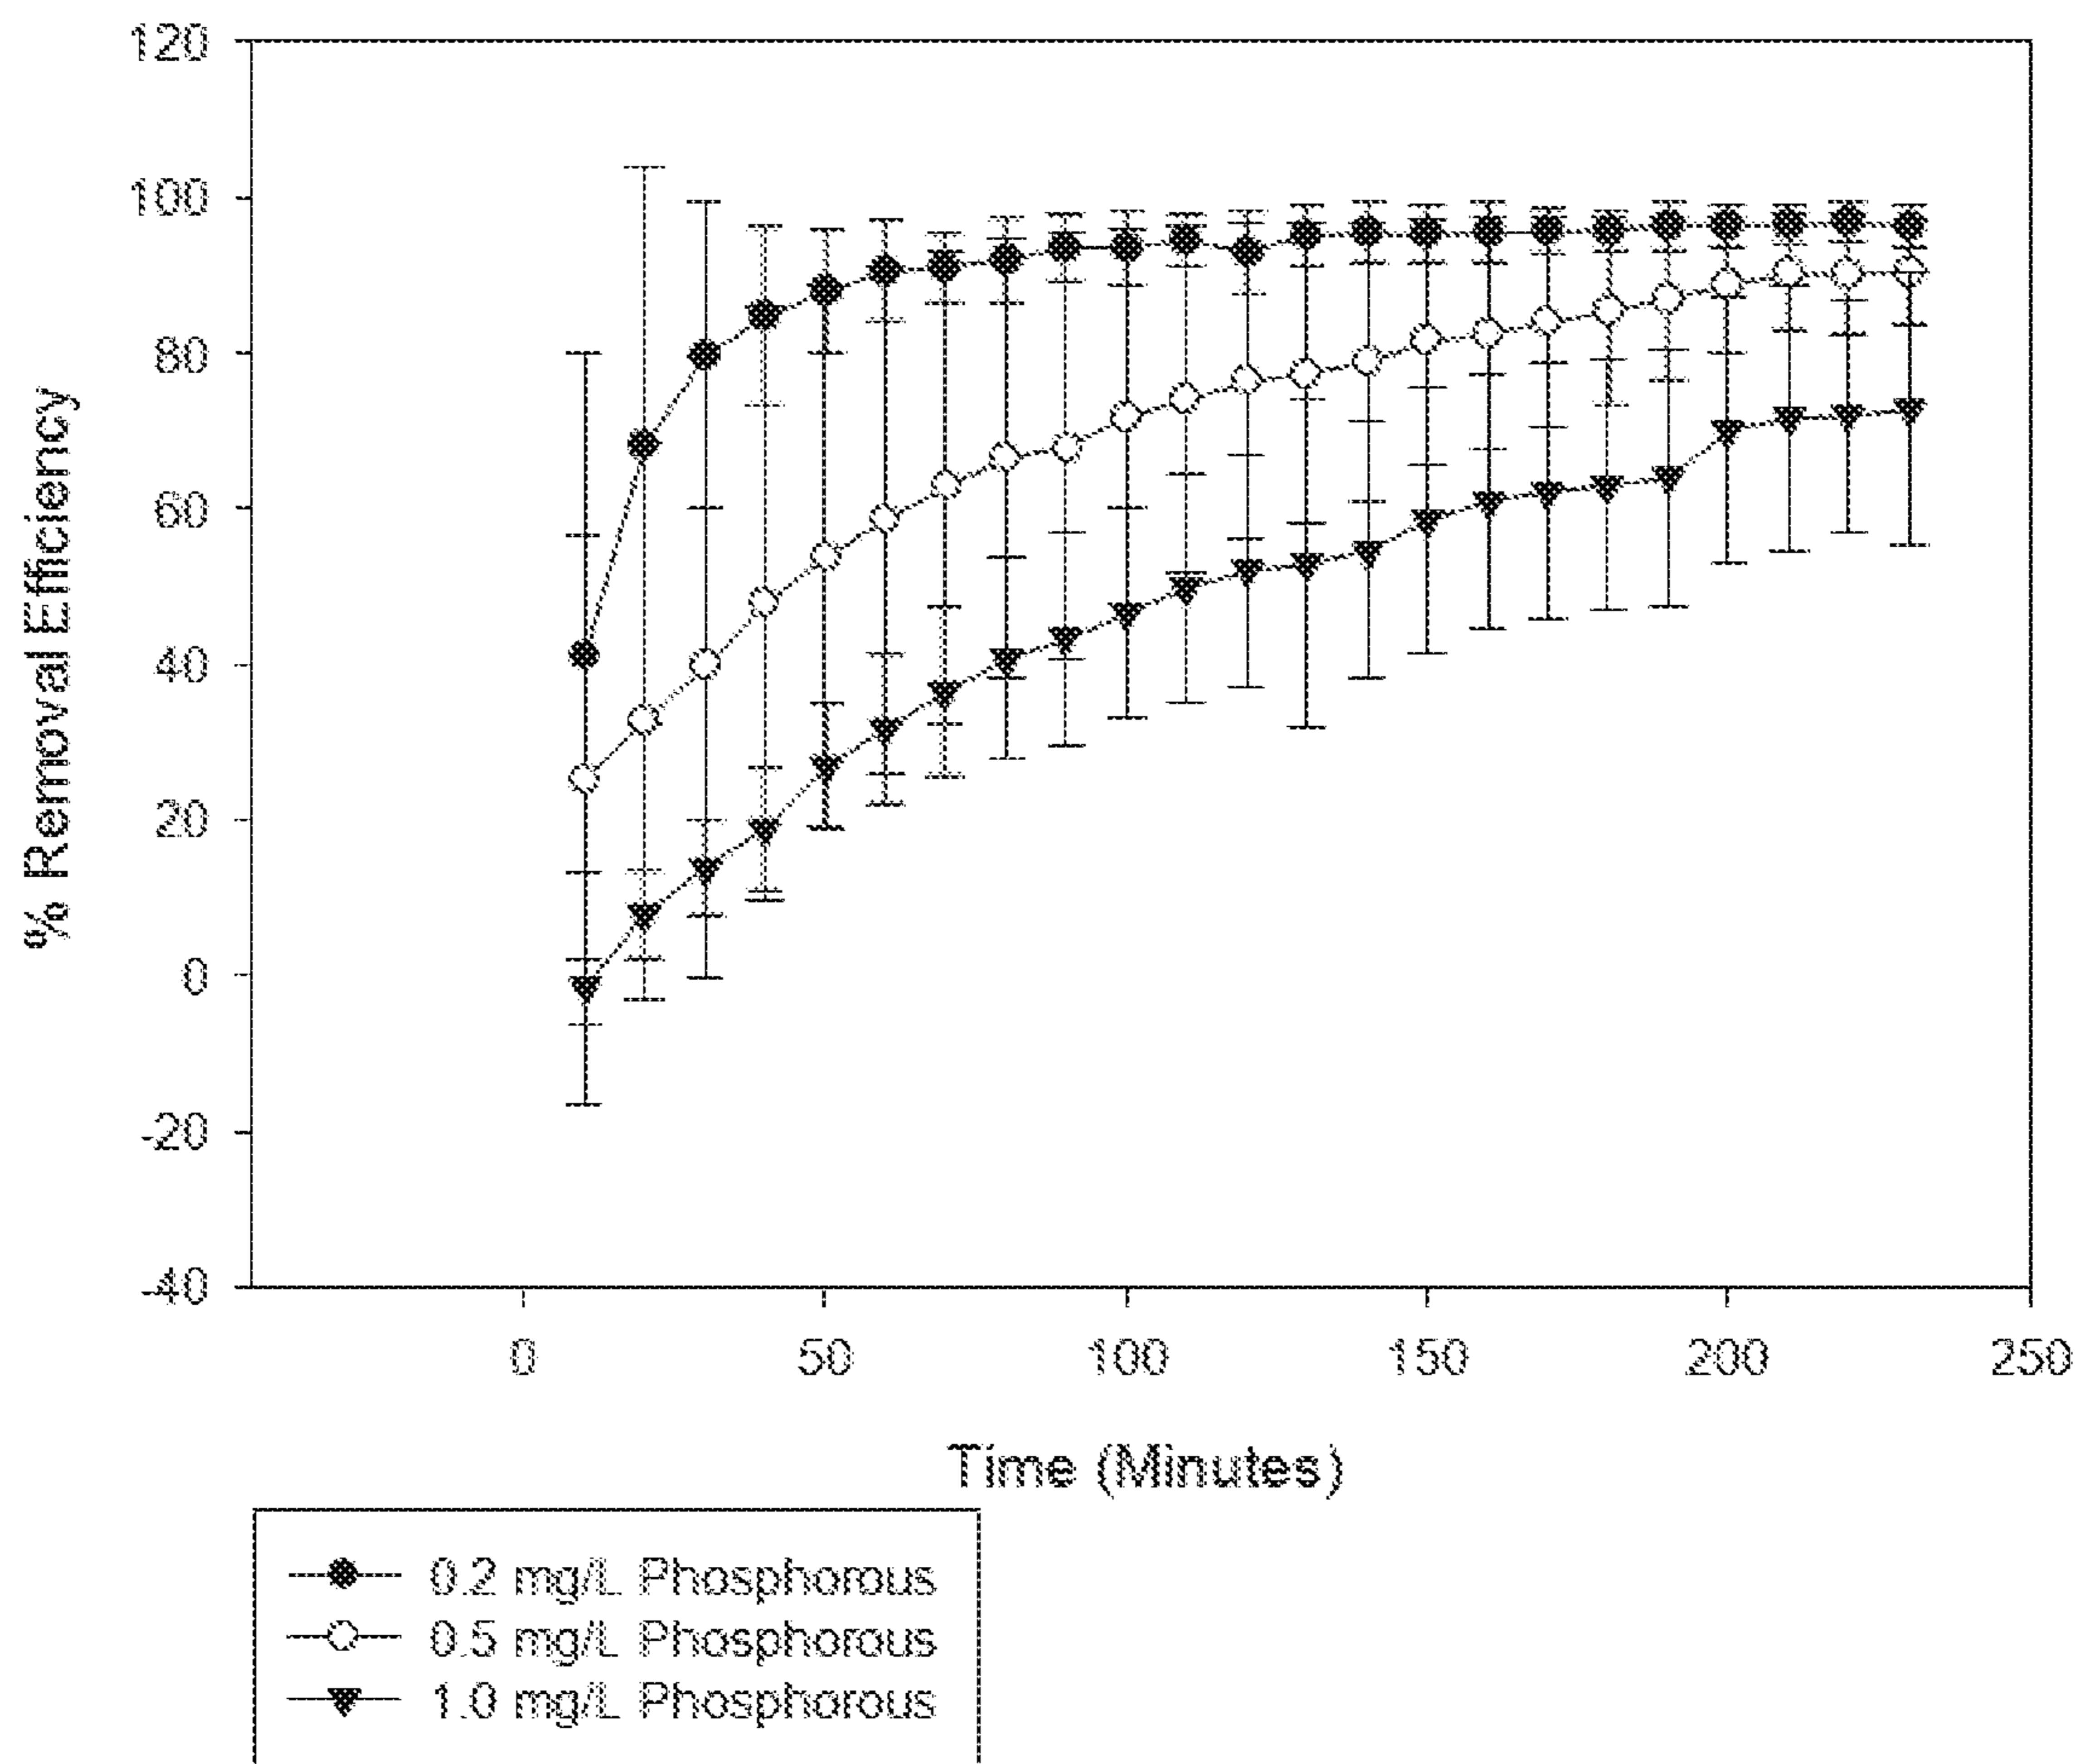 120
100
80
60
40
20
0
-20
-40
% Removal Efficiency
0 50 100 150 200 250
Time (Minutes)
0.2 mg/L Phosphorous
0.5 mg/L Phosphorous
1.0 mg/L Phosphorous